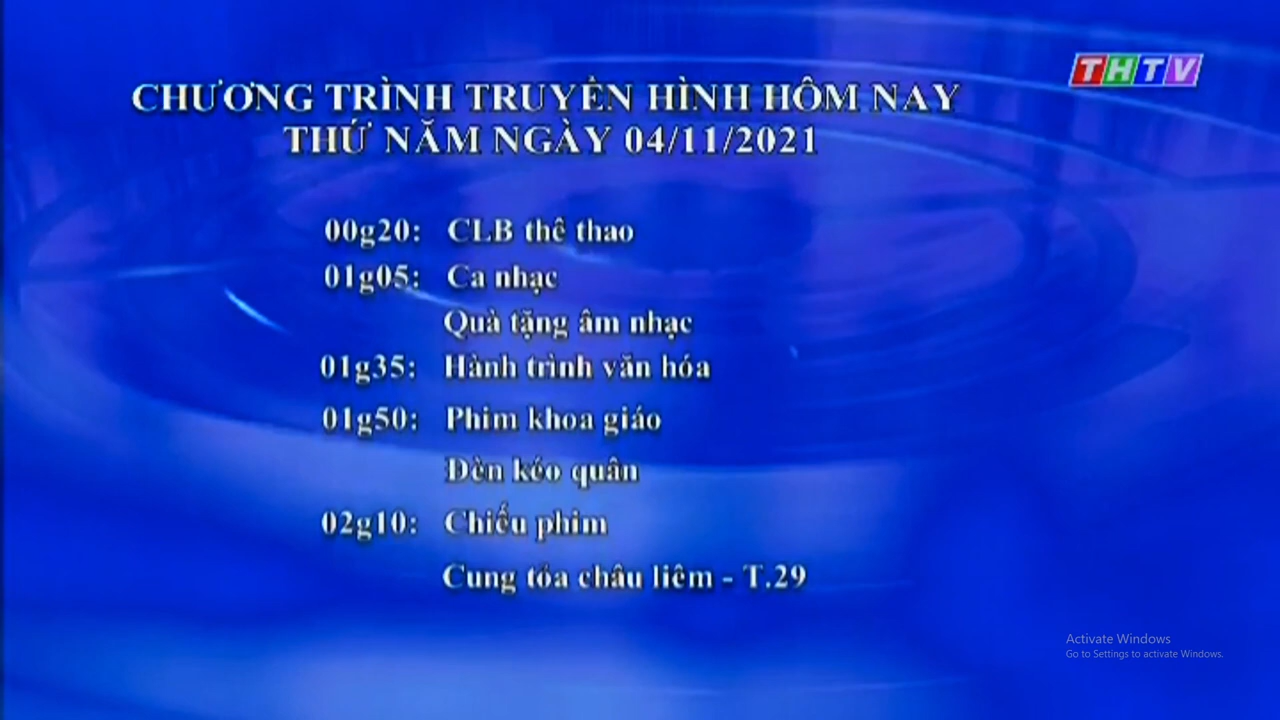 THTV
CHƯƠNG TRÌNH TRUYỀN HÌNH HÔM NAY
THỨ NĂM NGÀY 04/11/2021
00g20: CLB thể thao
01g05: Ca nhạc
Quà tặng âm nhạc
01g35: Hành trình văn hóa
01g50: Phim khoa giáo
Đèn kéo quân
02g10: Chiếu phim
Cung tỏa châu liêm - T.29
Activate Windows
Go to Settings to activate Windows.